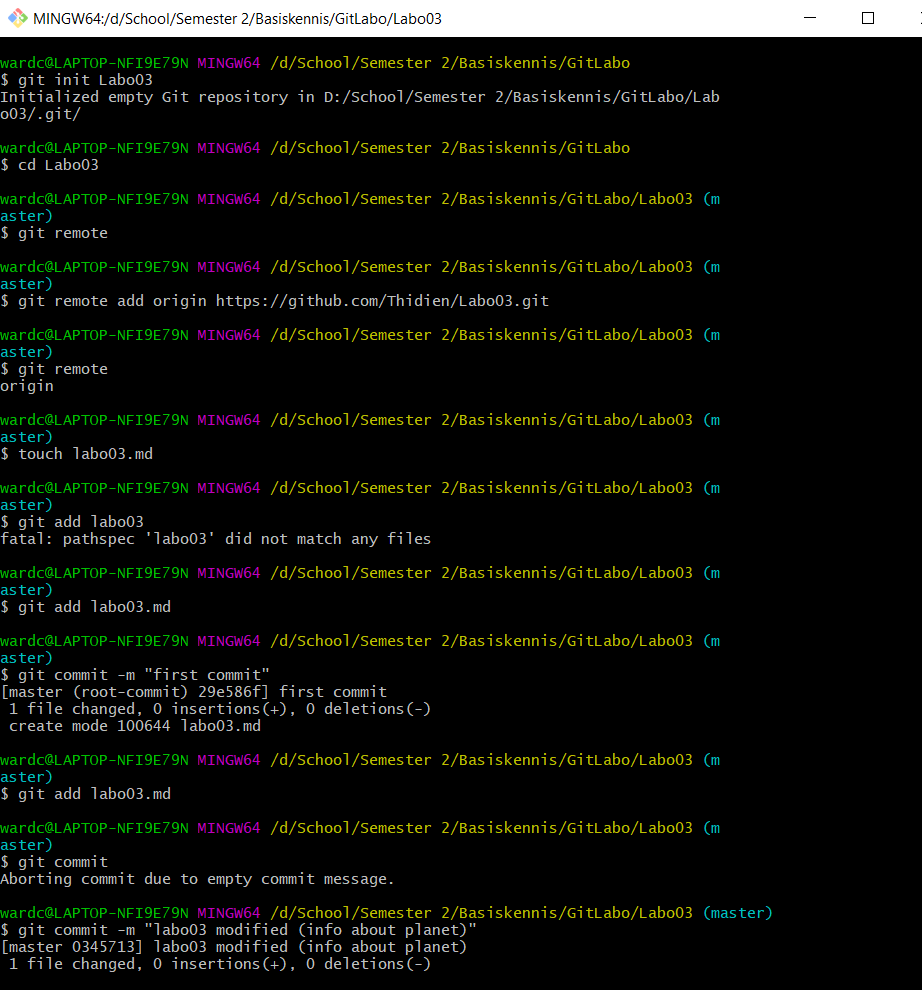 MINGW64:/d/School/Semester 2/Basiskennis/GitLabo/Labo03
wardc@LAPTOP-NFI9E79N MINGW64 /d/School/Semester 2/Basiskennis/GitLabo
$ git init Labo03
Initialized empty Git repository in D:/School/Semester 2/Basiskennis/GitLabo/Lab
o03/.git/
wardc@LAPTOP-NFI9E79N MINGW64 /d/School/Semester 2/Basiskennis/GitLabo
$ cd Labo03
wardc@LAPTOP-NFI9E79N MINGW64 /d/School/Semester 2/Basiskennis/GitLabo/Labo03 (m
aster)
$ git remote
wardc@LAPTOP-NFI9E79N MINGW64 /d/School/Semester 2/Basiskennis/GitLabo/Labo03 (m
aster)
$ git remote add origin https://github.com/Thidien/Labo03.git
wardc@LAPTOP-NFI9E79N MINGW64 /d/School/Semester 2/Basiskennis/GitLabo/Labo03 (m
aster)
$ git remote
origin
wardc@LAPTOP-NFI9E79N MINGW64 /d/School/Semester 2/Basiskennis/GitLabo/Labo03 (m
aster)
$ touch labo03.md
wardc@LAPTOP-NFI9E79N MINGW64 /d/School/Semester 2/Basiskennis/GitLabo/Labo03 (m
aster)
$ git add labo03
fatal: pathspec 'labo03' did not match any files
wardc@LAPTOP-NFI9E79N MINGW64 /d/School/Semester 2/Basiskennis/GitLabo/Labo03 (m
aster)
$ git add labo03.md
wardc@LAPTOP-NFI9E79N MINGW64 /d/School/Semester 2/Basiskennis/GitLabo/Labo03 (m
aster)
$ git commit -m "first commit"
[master (root-commit) 29e586f] first commit
 1 file changed, 0 insertions(+), 0 deletions(-)
 create mode 100644 labo03.md
wardc@LAPTOP-NFI9E79N MINGW64 /d/School/Semester 2/Basiskennis/GitLabo/Labo03 (m
aster)
$ git add labo03.md
wardc@LAPTOP-NFI9E79N MINGW64 /d/School/Semester 2/Basiskennis/GitLabo/Labo03 (m
aster)
$ git commit
Aborting commit due to empty commit message.
wardc@LAPTOP-NFI9E79N MINGW64 /d/School/Semester 2/Basiskennis/GitLabo/Labo03 (master)
$ git commit -m "labo03 modified (info about planet)"
[master 0345713] labo03 modified (info about planet)
 1 file changed, 0 insertions(+), 0 deletions(-)